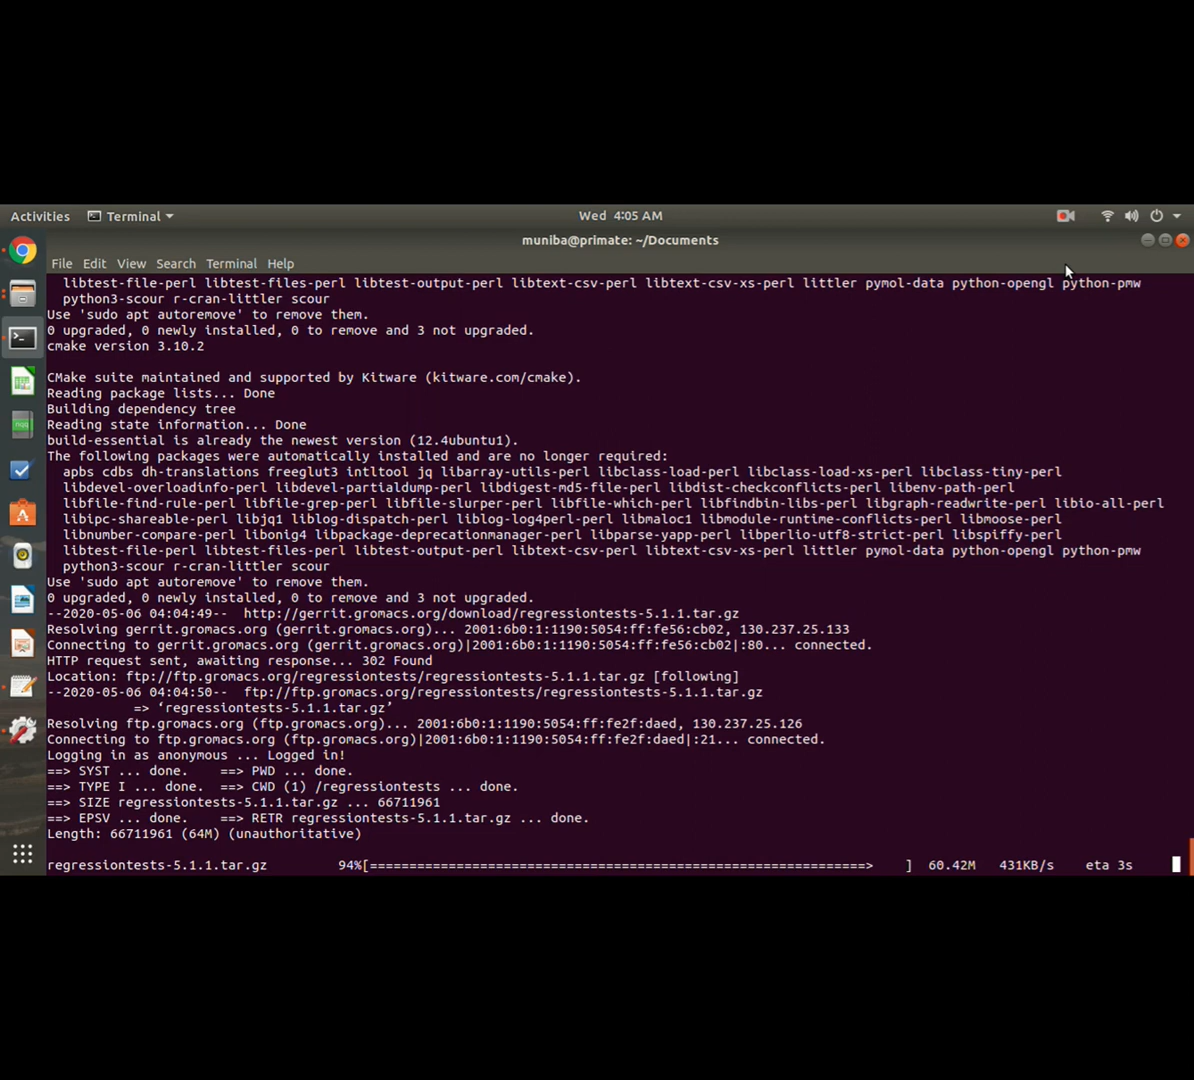 Activities Terminal Wed 4:05 AM
muniba@primate: ~/Documents
File Edit View Search Terminal Help
libtest-file-perl libtest-files-perl libtest-output-perl libtext-csv-perl libtext-csv-xs-perl littler pymol-data python-opengl python-pmw
python3-scour r-cran-littler scour
Use 'sudo apt autoremove' to remove them.
0 upgraded, 0 newly installed, 0 to remove and 3 not upgraded.
cmake version 3.10.2
CMake suite maintained and supported by Kitware (kitware.com/cmake).
Reading package lists... Done
Building dependency tree
Reading state information... Done
build-essential is already the newest version (12.4ubuntu1).
The following packages were automatically installed and are no longer required:
apbs cdbs dh-translations freeglut3 intltool jq libarray-utils-perl libclass-load-perl libclass-load-xs-perl libclass-tiny-perl
libdevel-overloadinfo-perl libdevel-partialdump-perl libdigest-md5-file-perl libdist-checkconflicts-perl libenv-path-perl
libfile-find-rule-perl libfile-grep-perl libfile-slurper-perl libfile-which-perl libfindbin-libs-perl libgraph-readwrite-perl libio-all-perl
libipc-shareable-perl libjq1 liblog-dispatch-perl liblog-log4perl-perl libmaloc1 libmodule-runtime-conflicts-perl libmoose-perl
libnumber-compare-perl libonig4 libpackage-deprecationmanager-perl libparse-yapp-perl libperlio-utf8-strict-perl libspiffy-perl
libtest-file-perl libtest-files-perl libtest-output-perl libtext-csv-perl libtext-csv-xs-perl littler pymol-data python-opengl python-pmw
python3-scour r-cran-littler scour
Use 'sudo apt autoremove' to remove them.
0 upgraded, 0 newly installed, 0 to remove and 3 not upgraded.
--2020-05-06 04:04:49-- http://gerrit.gromacs.org/download/regressiontests-5.1.1.tar.gz
Resolving gerrit.gromacs.org (gerrit.gromacs.org)... 2001:6b0:1:1190:5054:ff:fe56:cb02, 130.237.25.133
Connecting to gerrit.gromacs.org (gerrit.gromacs.org)|2001:6b0:1:1190:5054:ff:fe56:cb02|:80... connected.
HTTP request sent, awaiting response... 302 Found
Location: ftp://ftp.gromacs.org/regressiontests/regressiontests-5.1.1.tar.gz [following]
--2020-05-06 04:04:50-- ftp://ftp.gromacs.org/regressiontests/regressiontests-5.1.1.tar.gz
=> ‘regressiontests-5.1.1.tar.gz’
Resolving ftp.gromacs.org (ftp.gromacs.org)... 2001:6b0:1:1190:5054:ff:fe2f:daed, 130.237.25.126
Connecting to ftp.gromacs.org (ftp.gromacs.org)|2001:6b0:1:1190:5054:ff:fe2f:daed|:21... connected.
Logging in as anonymous ... Logged in!
==> SYST ... done. ==> PWD ... done.
==> TYPE I ... done. ==> CWD (1) /regressiontests ... done.
==> SIZE regressiontests-5.1.1.tar.gz ... 66711961
==> EPSV ... done. ==> RETR regressiontests-5.1.1.tar.gz ... done.
Length: 66711961 (64M) (unauthoritative)
regressiontests-5.1.1.tar.gz 94%[===============================================================> ] 60.42M 431KB/s eta 3s